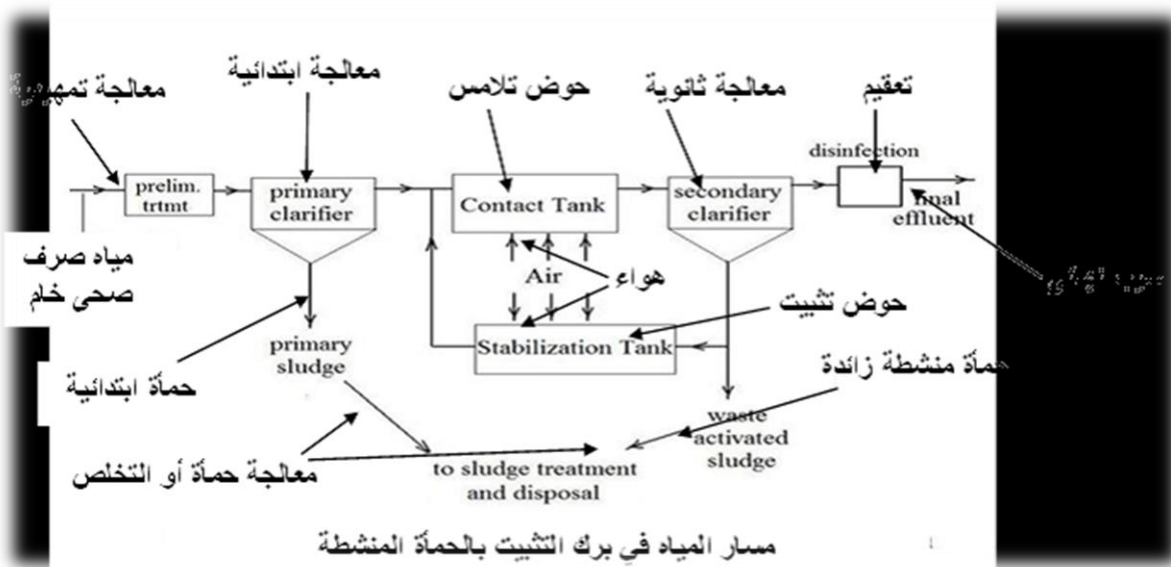 معالجة ابتدائية
معالجة
حوض تلامس
معالجة ثانوية
تعقيم
disinfection
prelim.
trtmt
primary
clarifier
Contact Tank
secondary
clarifier
final
effluent
مياه صرف
صحى خام
Air
هواء
حوض تثبيت
Stabilization Tank
primary
sludge
حمأة ابتدائية
حمأة منشطة زائدة
waste
activated
sludge
معالجة حمأة أو التخلص
to sludge treatment
and disposal
مسار المياه في برك التثبيت بالحمأة المنشطة